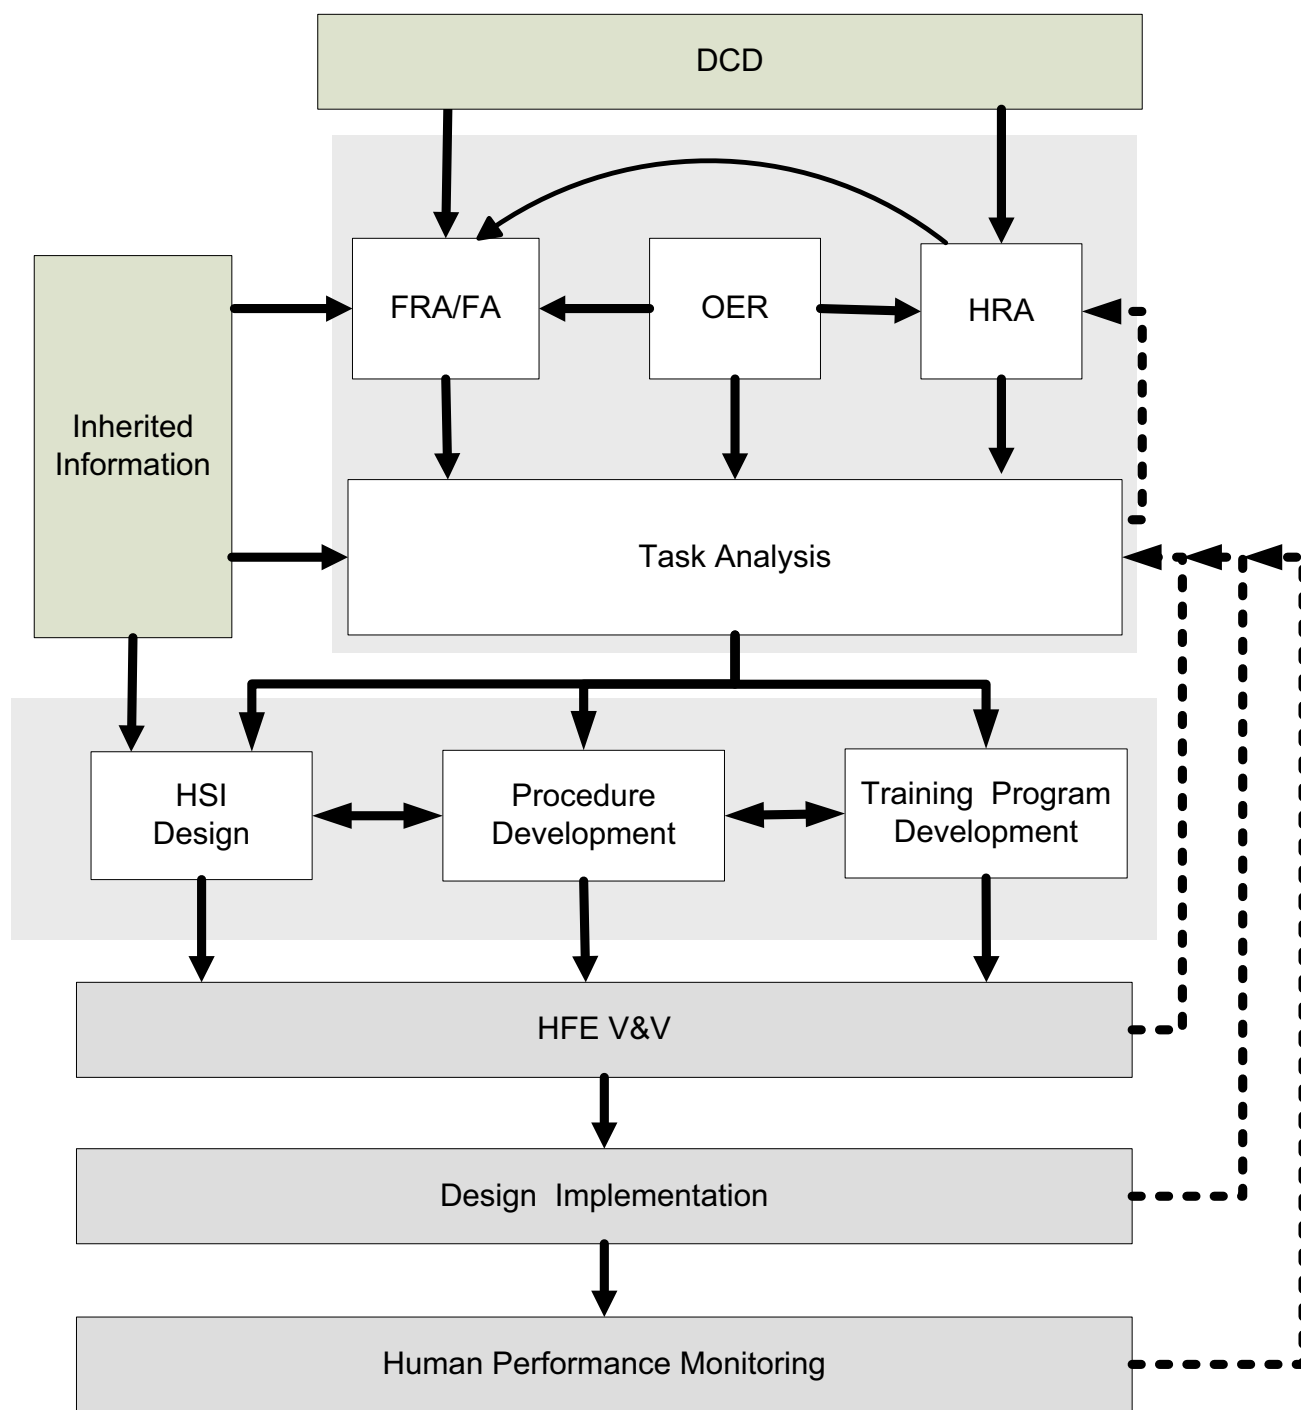 DCD
FRA/FA
OER
HRA
Inherited
Information
Task Analysis
HSI
Design
Procedure
Development
Training Program
Development
HFE V&V
Design Implementation
Human Performance Monitoring